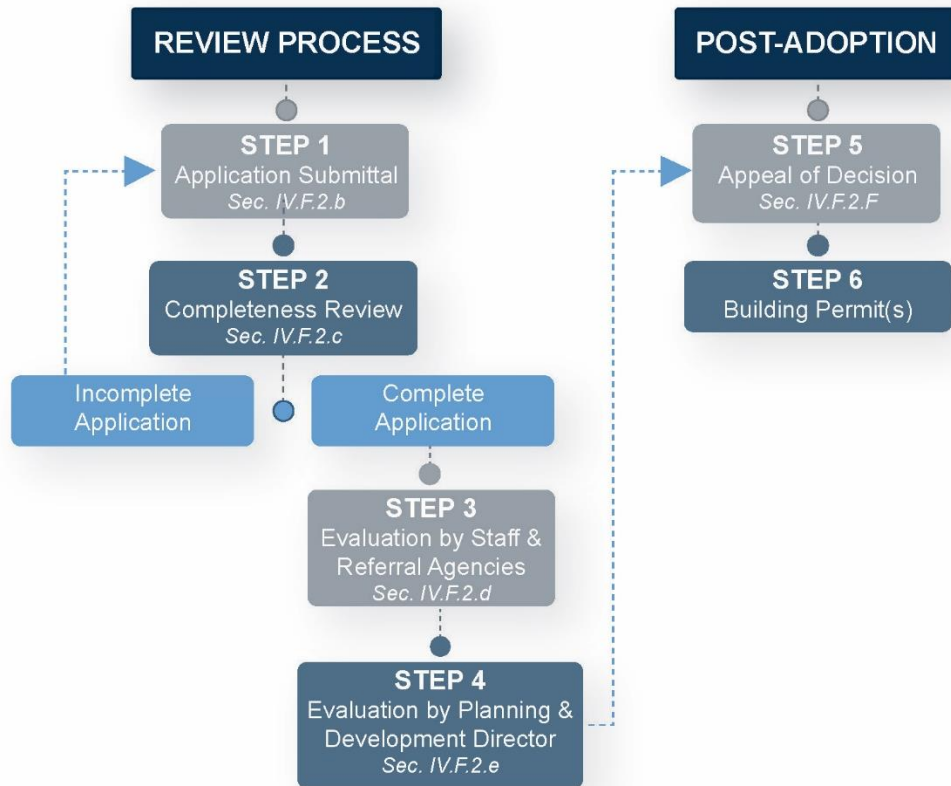 REVIEW PROCESS
STEP 1
Application Submittal
Sec. IV.F.2.b
STEP 2
Completeness Review
Sec. IV.F.2.c
Incomplete
Application
Complete
Application
STEP 3
Evaluation by Staff &
Referral Agencies
Sec. IV.F.2.d
STEP 4
Evaluation by Planning &
Development Director
Sec. IV.F.2.e
POST-ADOPTION
STEP 5
Appeal of Decision
Sec. IV.F.2.F
STEP 6
Building Permit(s)